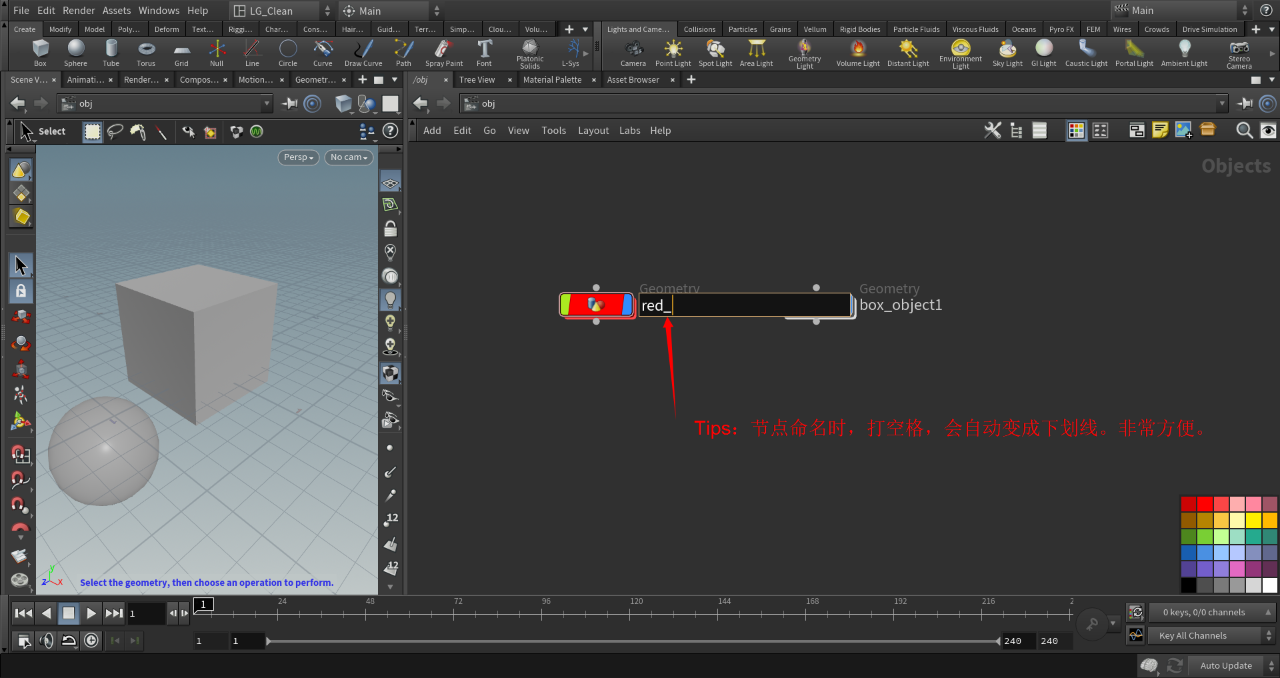 File Edit Render Assets Windows Help LG_Clean Main Main
Create Modify Model Poly... Deform Text... Riggi... Char... Cons... Hair... Guid... Terr... Simp... Clou... Volu... Lights and Came... Collisions Particles Grains Vellum Rigid Bodies Particle Fluids Viscous Fluids Oceans Pyro FX FEM Wires Crowds Drive Simulation
Box Sphere Tube Torus Grid Null Line Circle Curve Draw Curve Path Spray Paint Font Platonic Solids L-Sys Camera Point Light Spot Light Area Light Geometry Light Volume Light Distant Light Environment Light Sky Light GI Light Caustic Light Portal Light Ambient Light Stereo Camera
Scene V... Animati... Render... Compos... Motion... Geometr... /obj Tree View Material Palette Asset Browser
obj obj
Select Add Edit Go View Tools Layout Labs Help
Persp No cam
Objects
Geometry Geometry
red_ box_object1
Tips：节点命名时，打空格，会自动变成下划线。非常方便。
12
12
Select the geometry, then choose an operation to perform.
z y x
1 1 24 48 72 96 120 144 168 192 216 2
0 keys, 0/0 channels
1 1 240 240 Key All Channels
Auto Update